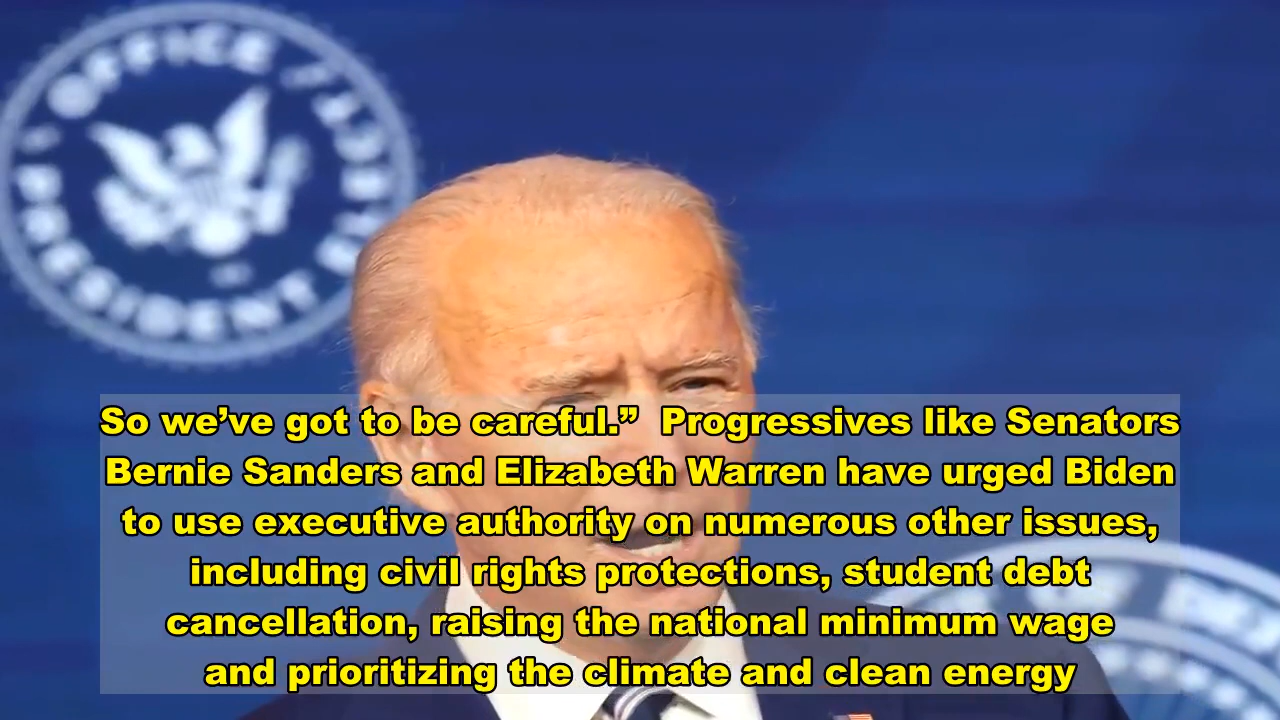 OFFICE
PRESIDENT
So we’ve got to be careful.” Progressives like Senators
Bernie Sanders and Elizabeth Warren have urged Biden
to use executive authority on numerous other issues,
including civil rights protections, student debt
cancellation, raising the national minimum wage
and prioritizing the climate and clean energy